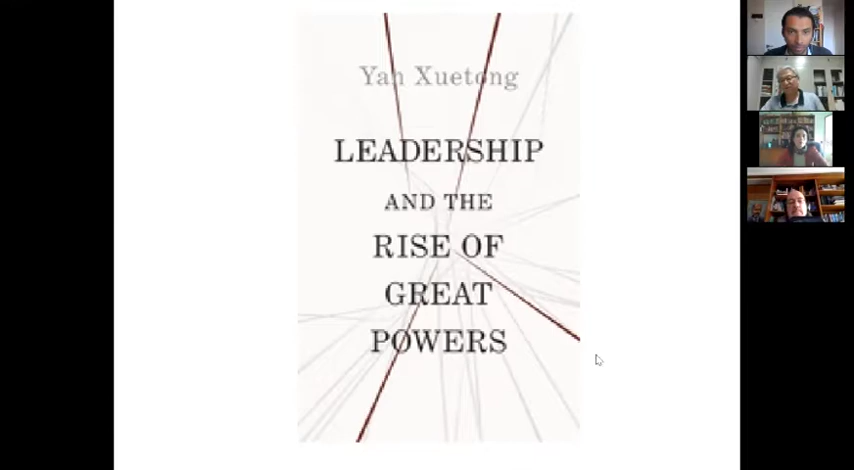 Yan Xuetong
LEADERSHIP
AND THE
RISE OF
GREAT
POWERS